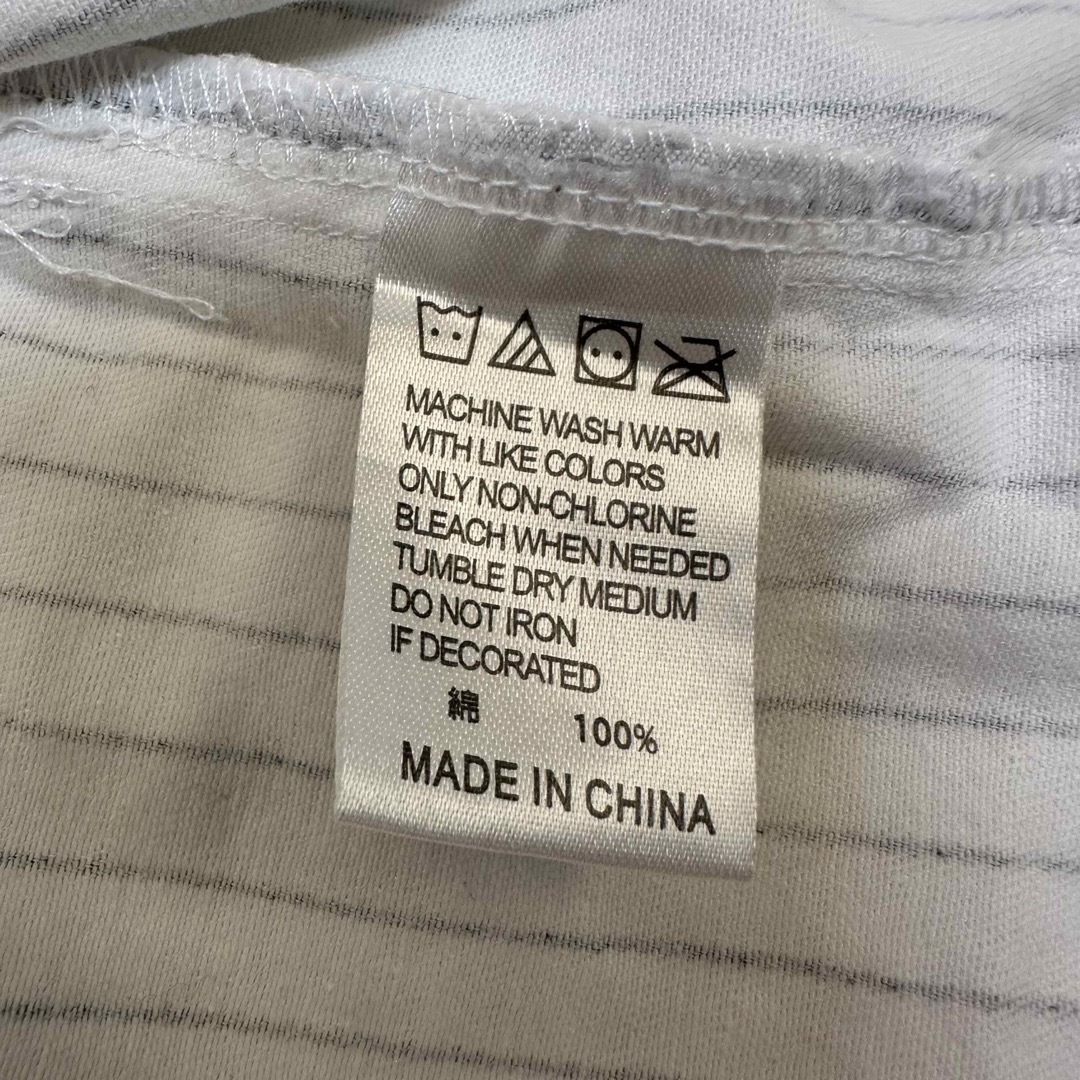 MACHINE WASH WARM
WITH LIKE COLORS
ONLY NON-CHLORINE
BLEACH WHEN NEEDED
TUMBLE DRY MEDIUM
DO NOT IRON
IF DECORATED
綿 100%
MADE IN CHINA